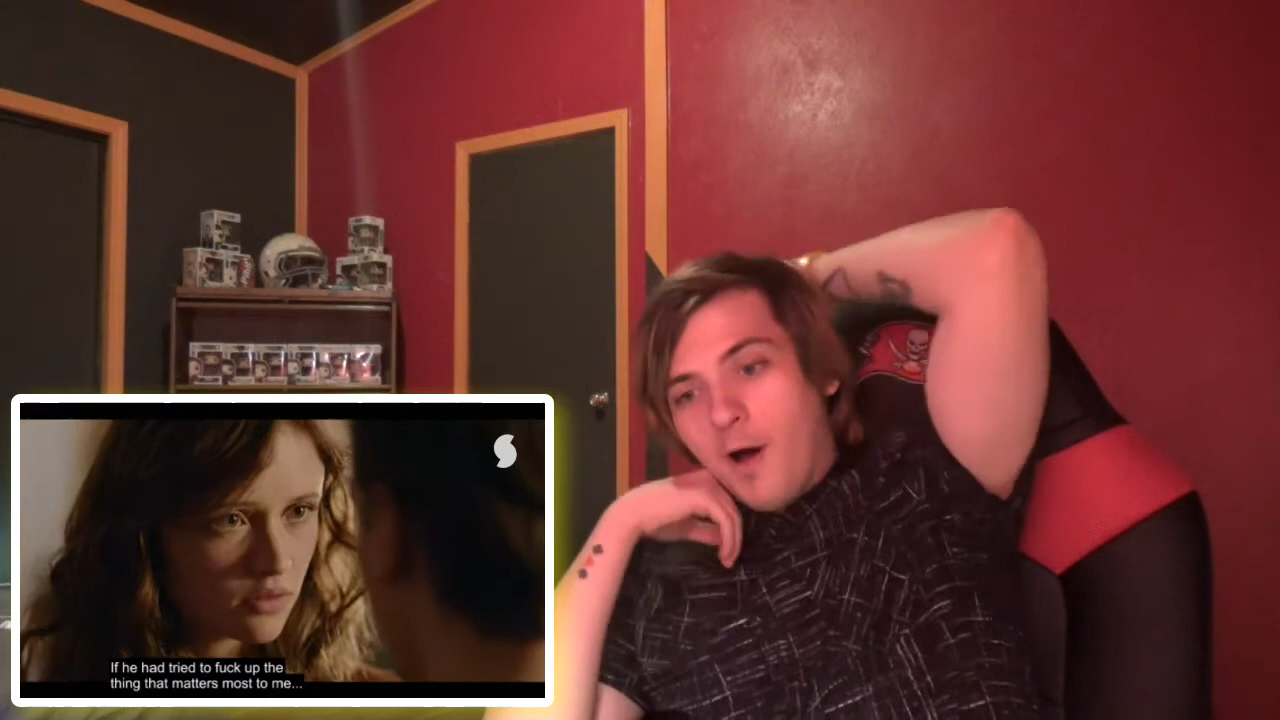 If he had tried to fuck up the
thing that matters most to me...